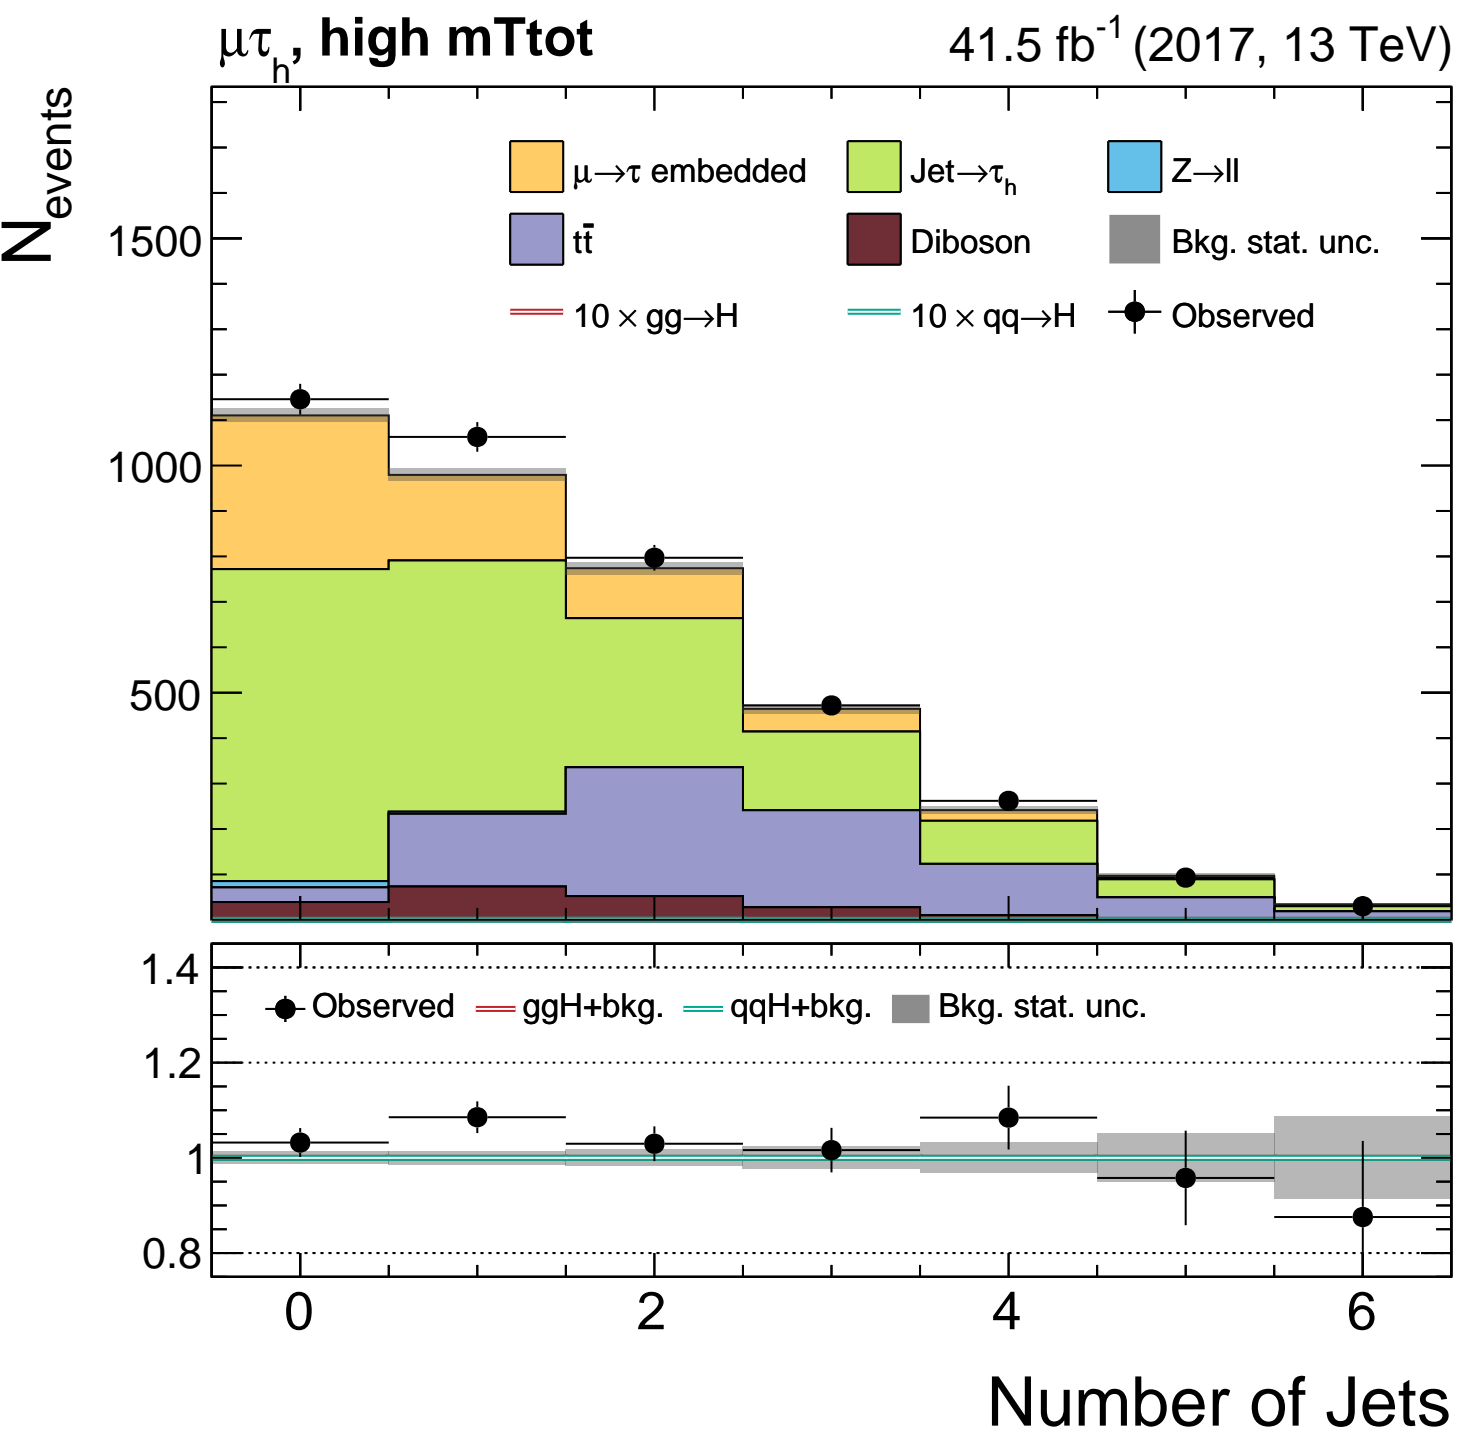 μτh, high mTtot 41.5 fb-1 (2017, 13 TeV)
Nevents
μ→τ embedded Jet→τh Z→ll
tt̄ Diboson Bkg. stat. unc.
10 × gg→H 10 × qq→H Observed
1500
1000
500
1.4
Observed ggH+bkg. qqH+bkg. Bkg. stat. unc.
1.2
1
0.8
0 2 4 6
Number of Jets